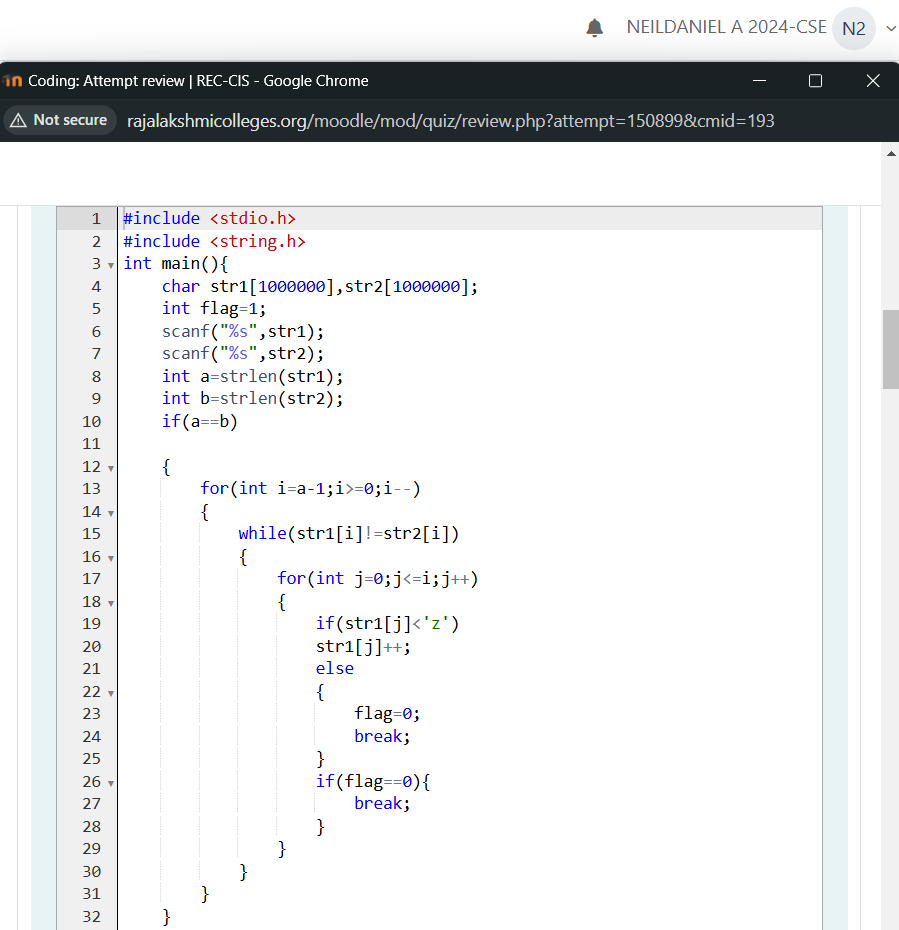 NEILDANIEL A 2024-CSE N2
Coding: Attempt review | REC-CIS - Google Chrome
Not secure rajalakshmicolleges.org/moodle/mod/quiz/review.php?attempt=150899&cmid=193
1 #include <stdio.h>
2 #include <string.h>
3 int main(){
4 char str1[1000000],str2[1000000];
5 int flag=1;
6 scanf("%s",str1);
7 scanf("%s",str2);
8 int a=strlen(str1);
9 int b=strlen(str2);
10 if(a==b)
11
12 {
13 for(int i=a-1;i>=0;i--)
14 {
15 while(str1[i]!=str2[i])
16 {
17 for(int j=0;j<=i;j++)
18 {
19 if(str1[j]<'z')
20 str1[j]++;
21 else
22 {
23 flag=0;
24 break;
25 }
26 if(flag==0){
27 break;
28 }
29 }
30 }
31 }
32 }